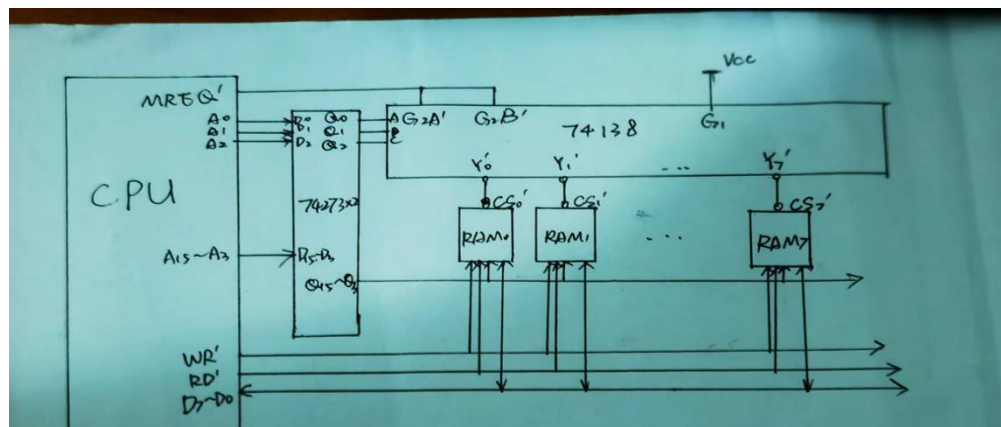 Vcc
MREQ'
A0 D0 Q0 A G2A' G2B' G1
A1 D1 Q1 B 74138
A2 D2 Q2 C
Y0' Y1' ... Y7'
CPU
74273x2
CS0' CS1' CS7'
RAM0 RAM1 ... RAM7
A15~A3 D15~D3
Q15~Q3
WR'
RD'
D7~D0